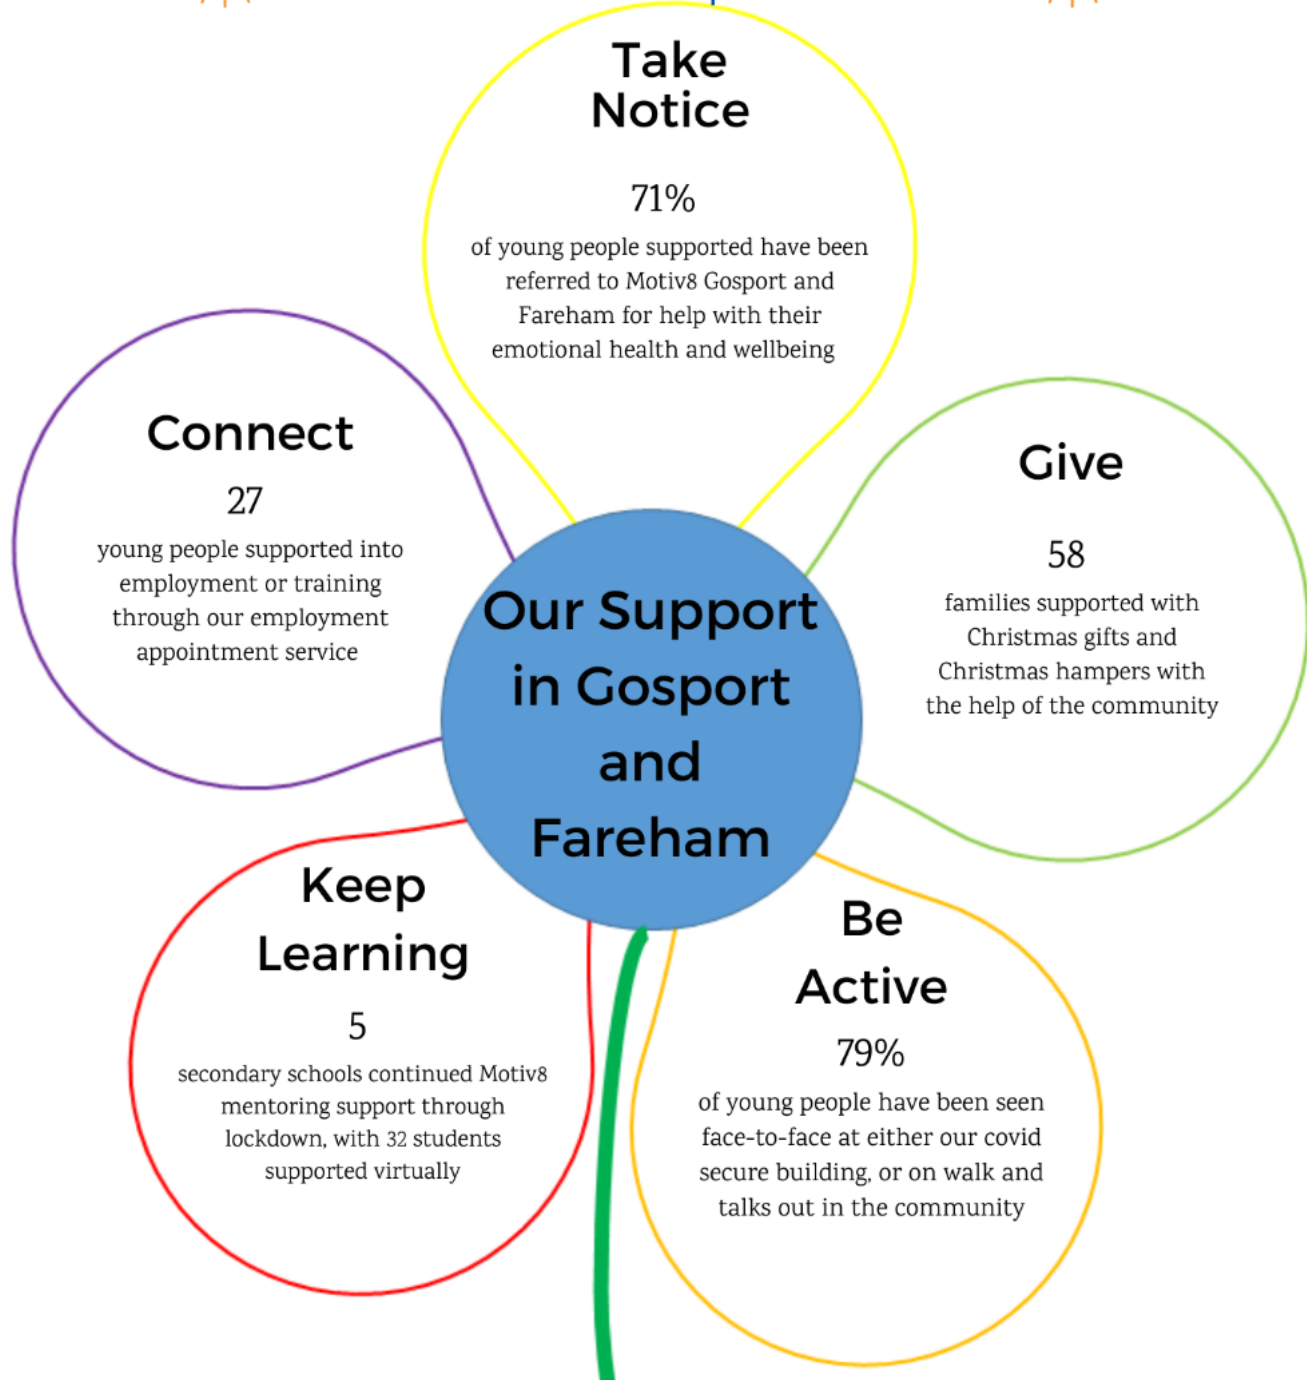 Take
Notice
71%
of young people supported have been
referred to Motiv8 Gosport and
Fareham for help with their
emotional health and wellbeing
Connect
27
young people supported into
employment or training
through our employment
appointment service
Give
58
families supported with
Christmas gifts and
Christmas hampers with
the help of the community
Our Support
in Gosport
and
Fareham
Keep
Learning
5
secondary schools continued Motiv8
mentoring support through
lockdown, with 32 students
supported virtually
Be
Active
79%
of young people have been seen
face-to-face at either our covid
secure building, or on walk and
talks out in the community